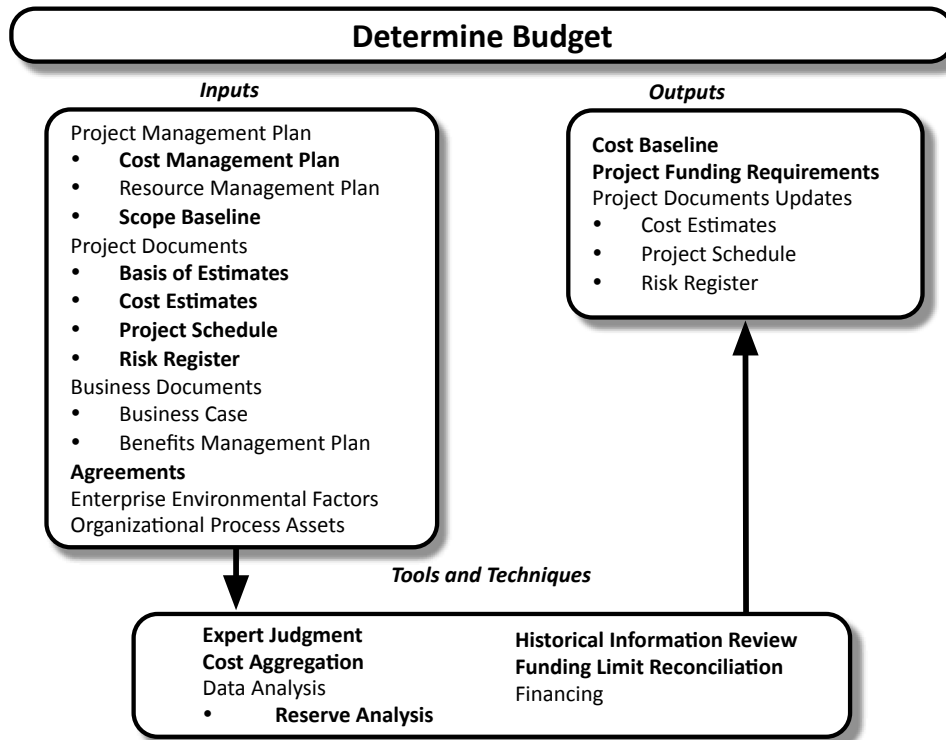 Determine Budget
Inputs
Project Management Plan
• Cost Management Plan
• Resource Management Plan
• Scope Baseline
Project Documents
• Basis of Estimates
• Cost Estimates
• Project Schedule
• Risk Register
Business Documents
• Business Case
• Benefits Management Plan
Agreements
Enterprise Environmental Factors
Organizational Process Assets
Outputs
Cost Baseline
Project Funding Requirements
Project Documents Updates
• Cost Estimates
• Project Schedule
• Risk Register
Tools and Techniques
Expert Judgment
Cost Aggregation
Data Analysis
• Reserve Analysis
Historical Information Review
Funding Limit Reconciliation
Financing